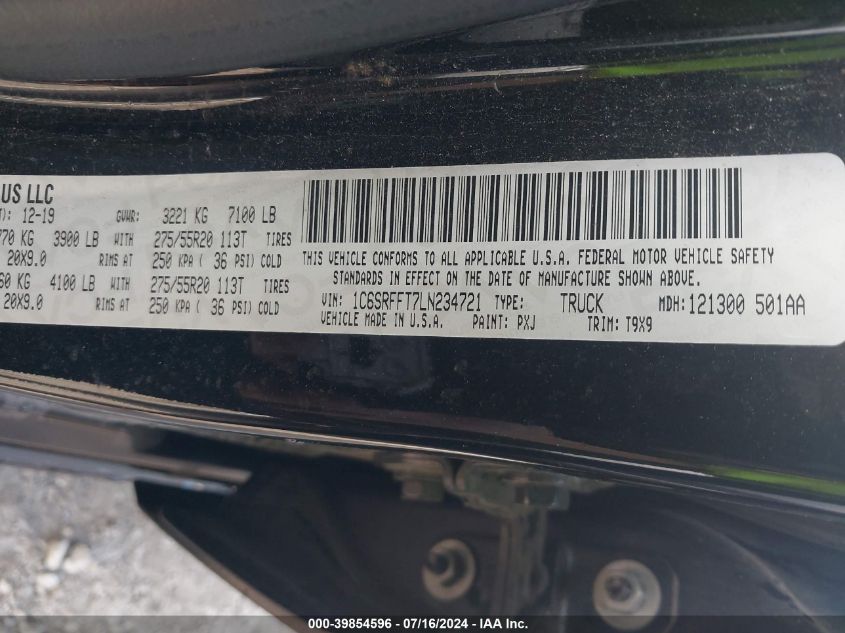 US LLC
12-19 GVWR: 3221 KG 7100 LB
KG 3900 LB WITH 275/55R20 113T TIRES
20X9.0 RIMS AT 250 KPA ( 36 PSI) COLD
KG 4100 LB WITH 275/55R20 113T TIRES
20X9.0 RIMS AT 250 KPA ( 36 PSI) COLD
THIS VEHICLE CONFORMS TO ALL APPLICABLE U.S.A. FEDERAL MOTOR VEHICLE SAFETY
STANDARDS IN EFFECT ON THE DATE OF MANUFACTURE SHOWN ABOVE.
VIN: 1C6SRFFT7LN234721 TYPE: TRUCK MDH:121300 501AA
VEHICLE MADE IN U.S.A. PAINT: PXJ TRIM: T9X9
000-39854596 - 07/16/2024 - IAA Inc.